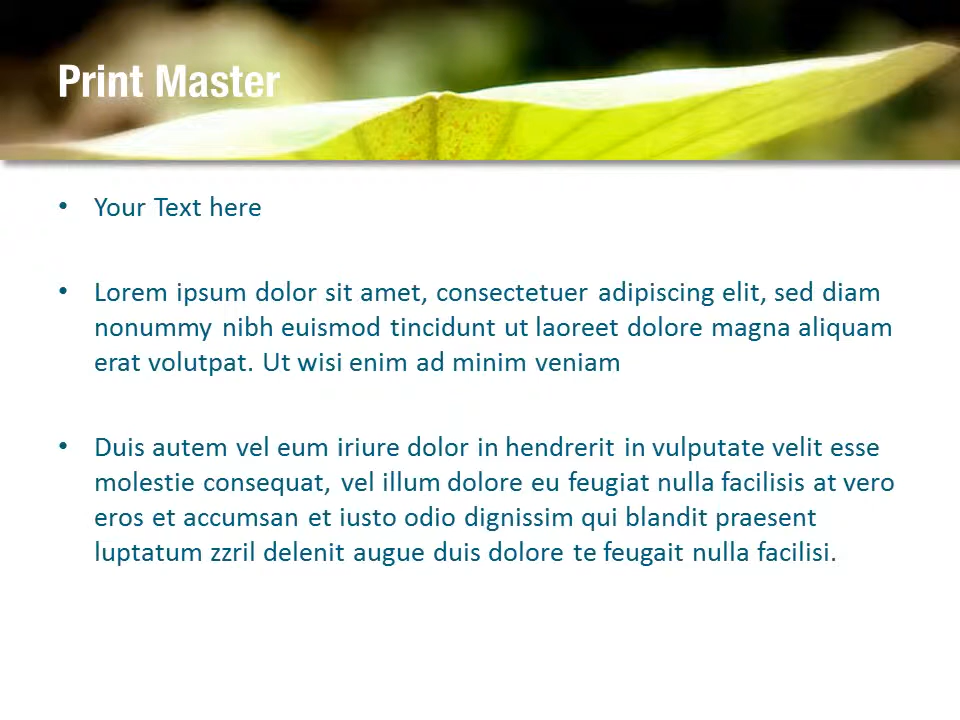 Print Master
• Your Text here
• Lorem ipsum dolor sit amet, consectetuer adipiscing elit, sed diam
nonummy nibh euismod tincidunt ut laoreet dolore magna aliquam
erat volutpat. Ut wisi enim ad minim veniam
• Duis autem vel eum iriure dolor in hendrerit in vulputate velit esse
molestie consequat, vel illum dolore eu feugiat nulla facilisis at vero
eros et accumsan et iusto odio dignissim qui blandit praesent
luptatum zzril delenit augue duis dolore te feugait nulla facilisi.